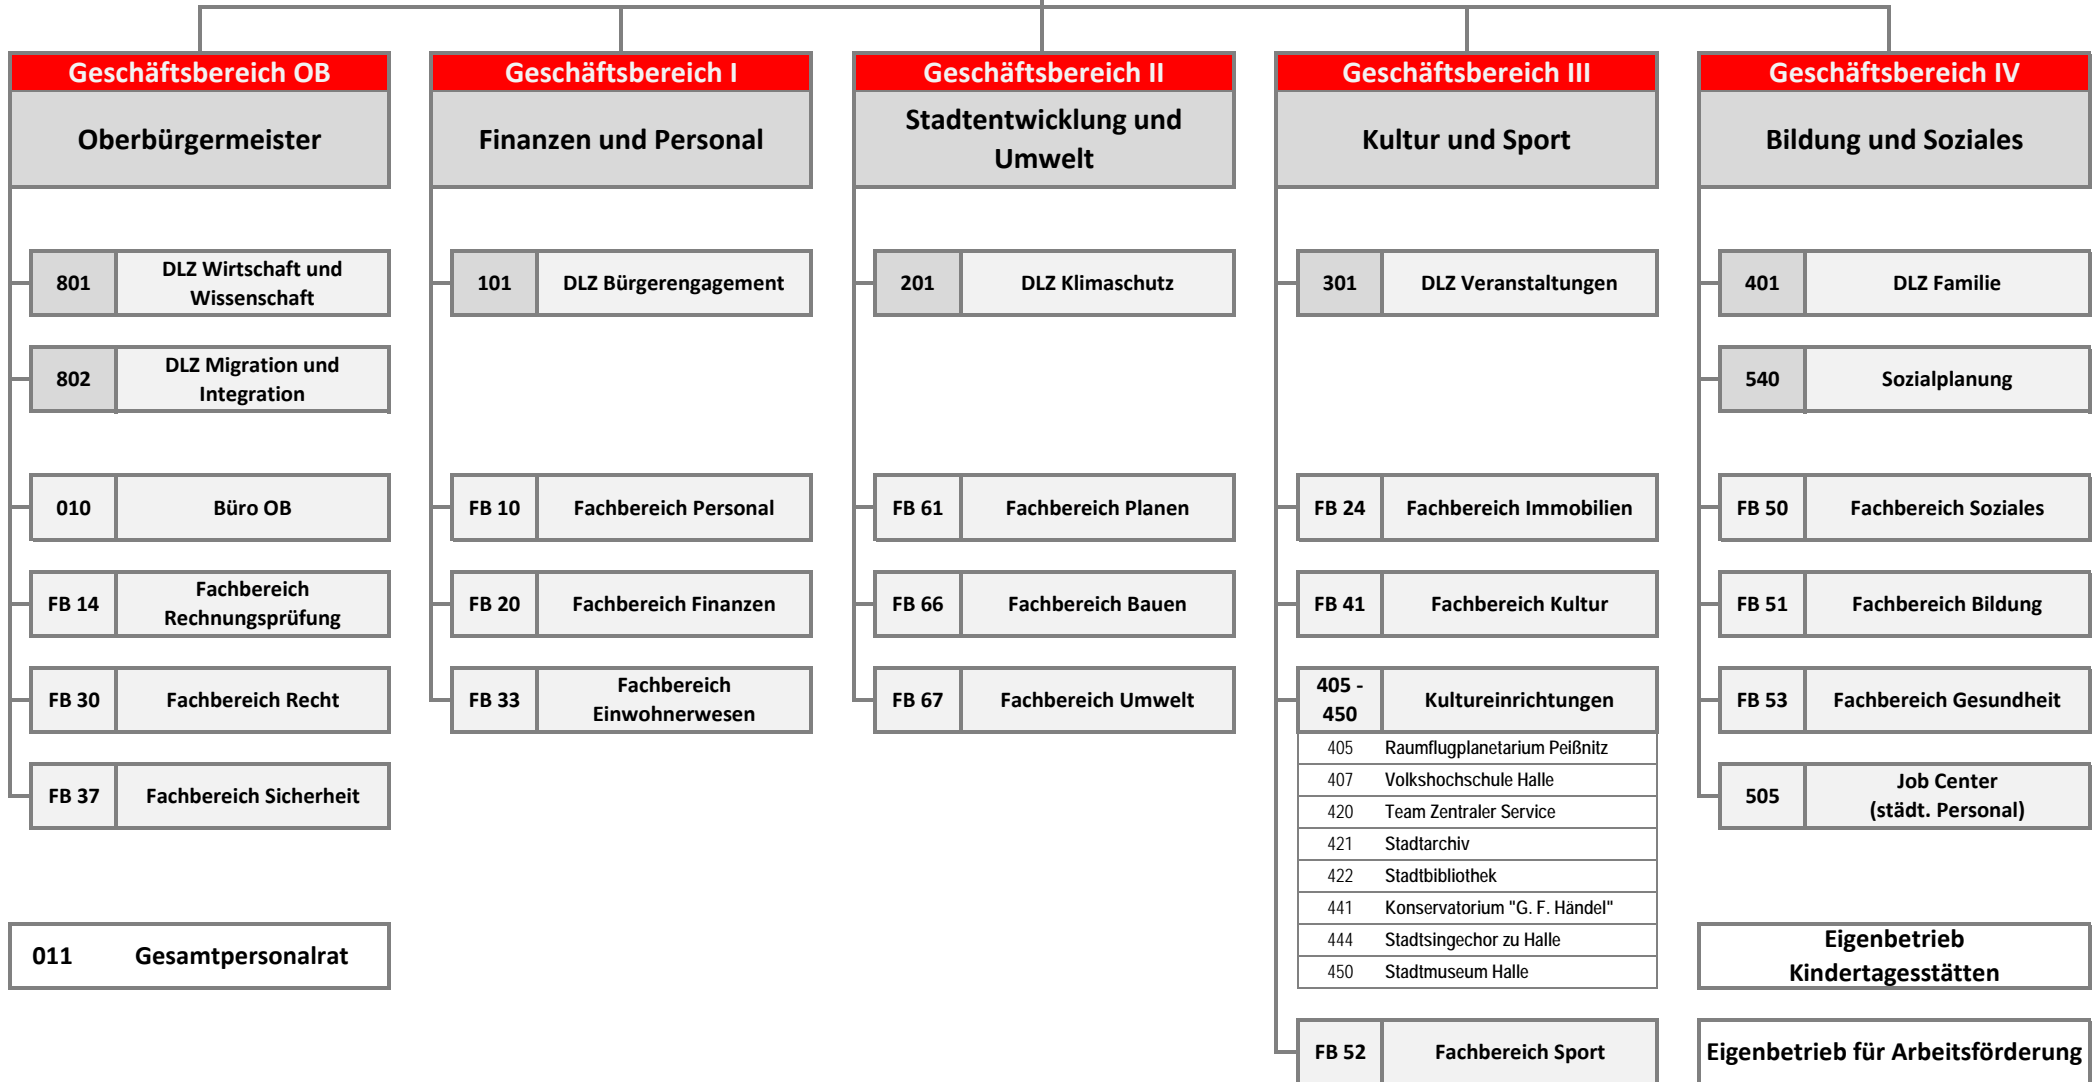 Geschäftsbereich OB
Oberbürgermeister
801
DLZ Wirtschaft und
Wissenschaft
802
DLZ Migration und
Integration
010
Büro OB
FB 14
Fachbereich
Rechnungsprüfung
FB 30
Fachbereich Recht
FB 37
Fachbereich Sicherheit
011 Gesamtpersonalrat
Geschäftsbereich I
Finanzen und Personal
101
DLZ Bürgerengagement
FB 10
Fachbereich Personal
FB 20
Fachbereich Finanzen
FB 33
Fachbereich
Einwohnerwesen
Geschäftsbereich II
Stadtentwicklung und
Umwelt
201
DLZ Klimaschutz
FB 61
Fachbereich Planen
FB 66
Fachbereich Bauen
FB 67
Fachbereich Umwelt
Geschäftsbereich III
Kultur und Sport
301
DLZ Veranstaltungen
FB 24
Fachbereich Immobilien
FB 41
Fachbereich Kultur
405 -
450
Kultureinrichtungen
405 Raumflugplanetarium Peißnitz
407 Volkshochschule Halle
420 Team Zentraler Service
421 Stadtarchiv
422 Stadtbibliothek
441 Konservatorium "G. F. Händel"
444 Stadtsingechor zu Halle
450 Stadtmuseum Halle
FB 52
Fachbereich Sport
Geschäftsbereich IV
Bildung und Soziales
401
DLZ Familie
540
Sozialplanung
FB 50
Fachbereich Soziales
FB 51
Fachbereich Bildung
FB 53
Fachbereich Gesundheit
505
Job Center
(städt. Personal)
Eigenbetrieb
Kindertagesstätten
Eigenbetrieb für Arbeitsförderung